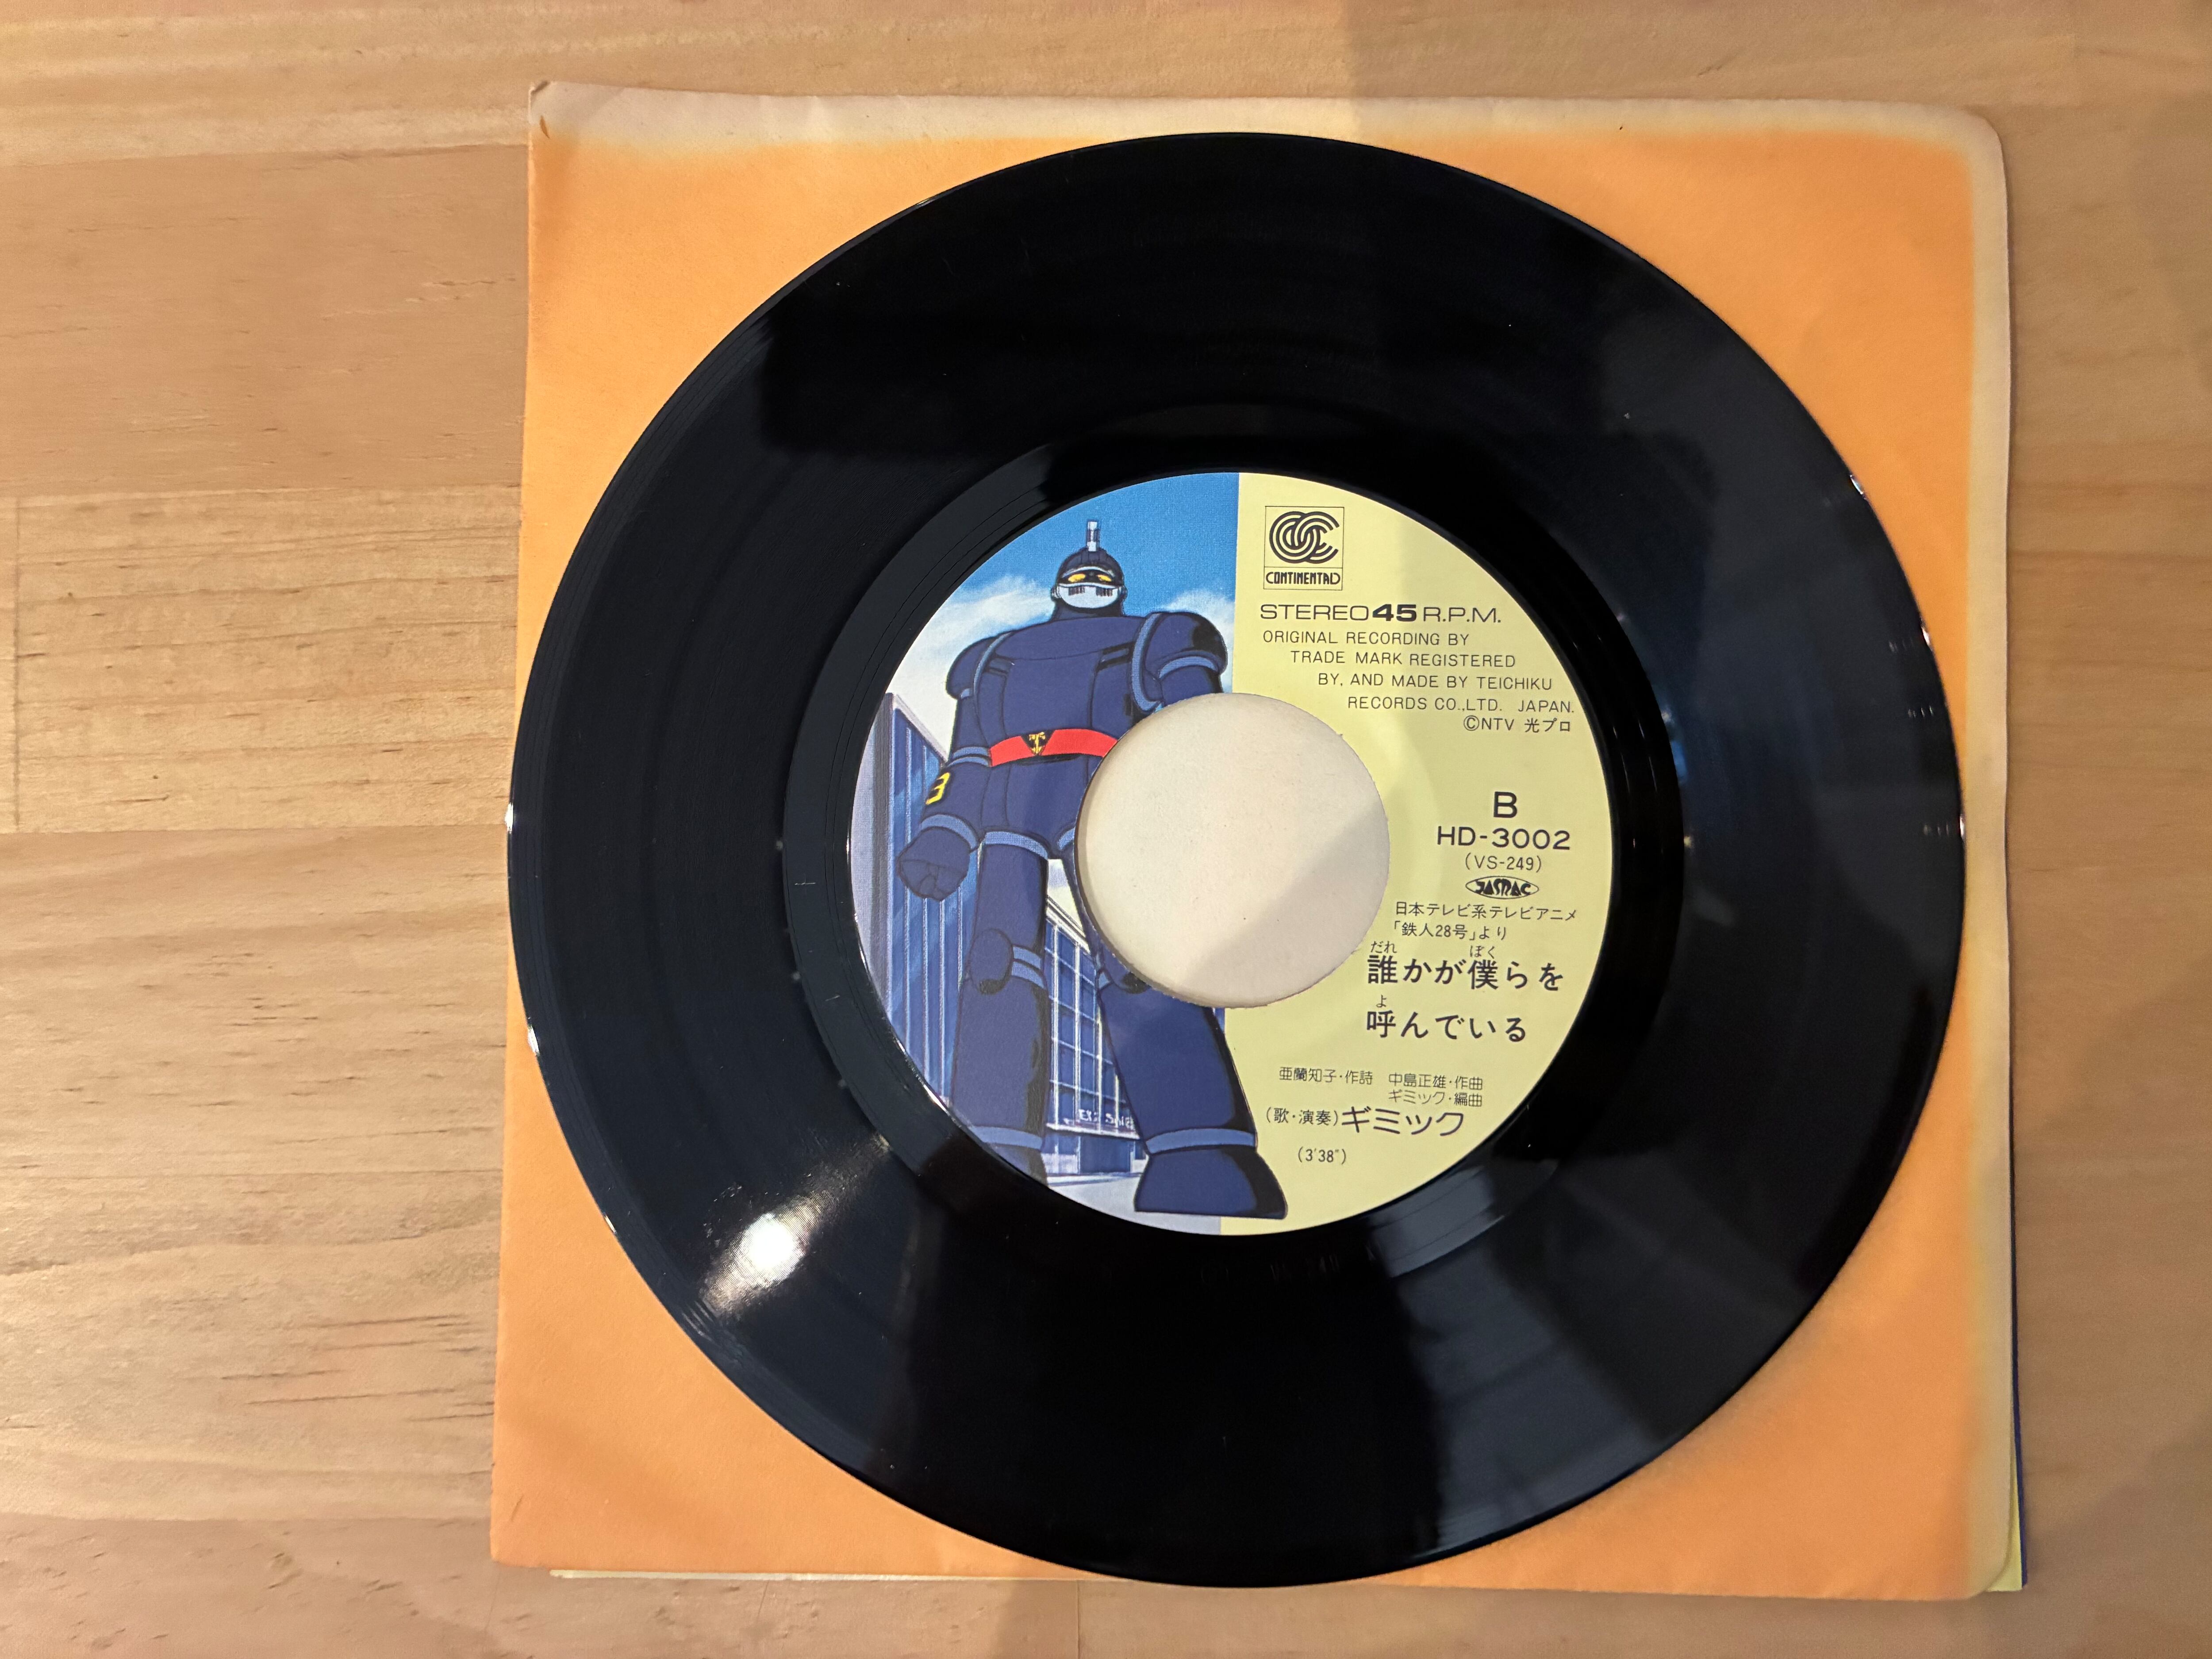 CONTINENTAL
STEREO 45 R.P.M.
ORIGINAL RECORDING BY
TRADE MARK REGISTERED
BY, AND MADE BY TEICHIKU
RECORDS CO.,LTD. JAPAN.
©NTV 光プロ
B
HD-3002
(VS-249)
JASRAC
日本テレビ系テレビアニメ
「鉄人28号」より
だれ ぼく
誰かが僕らを
よ
呼んでいる
亜蘭知子・作詩 中島正雄・作曲
ギミック・編曲
(歌・演奏)ギミック
(3'38")